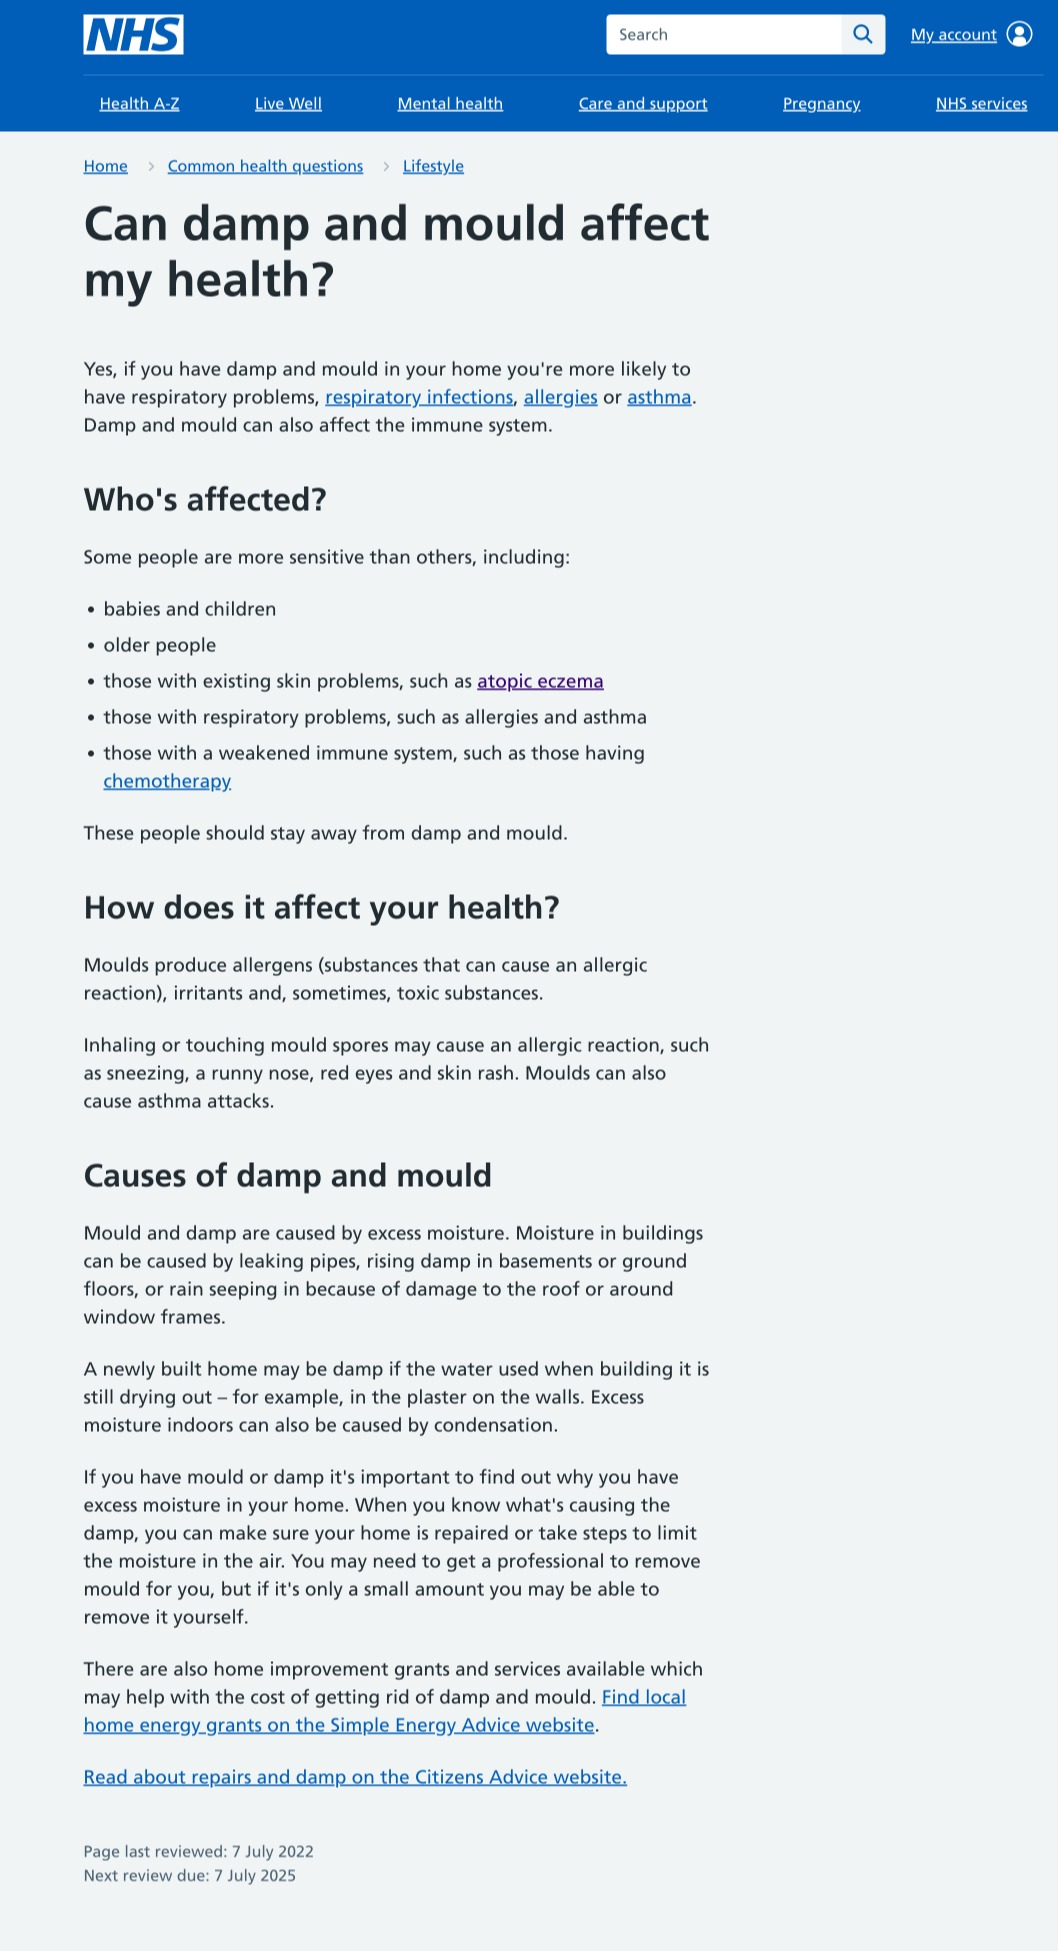 NHS
Search
My account
Health A-Z
Live Well
Mental health
Care and support
Pregnancy
NHS services
Home
Common health questions
Lifestyle
Can damp and mould affect
my health?
Yes, if you have damp and mould in your home you're more likely to
have respiratory problems, respiratory infections, allergies or asthma.
Damp and mould can also affect the immune system.
Who's affected?
Some people are more sensitive than others, including:
• babies and children
• older people
• those with existing skin problems, such as atopic eczema
• those with respiratory problems, such as allergies and asthma
• those with a weakened immune system, such as those having
chemotherapy
These people should stay away from damp and mould.
How does it affect your health?
Moulds produce allergens (substances that can cause an allergic
reaction), irritants and, sometimes, toxic substances.
Inhaling or touching mould spores may cause an allergic reaction, such
as sneezing, a runny nose, red eyes and skin rash. Moulds can also
cause asthma attacks.
Causes of damp and mould
Mould and damp are caused by excess moisture. Moisture in buildings
can be caused by leaking pipes, rising damp in basements or ground
floors, or rain seeping in because of damage to the roof or around
window frames.
A newly built home may be damp if the water used when building it is
still drying out – for example, in the plaster on the walls. Excess
moisture indoors can also be caused by condensation.
If you have mould or damp it's important to find out why you have
excess moisture in your home. When you know what's causing the
damp, you can make sure your home is repaired or take steps to limit
the moisture in the air. You may need to get a professional to remove
mould for you, but if it's only a small amount you may be able to
remove it yourself.
There are also home improvement grants and services available which
may help with the cost of getting rid of damp and mould. Find local
home energy grants on the Simple Energy Advice website.
Read about repairs and damp on the Citizens Advice website.
Page last reviewed: 7 July 2022
Next review due: 7 July 2025